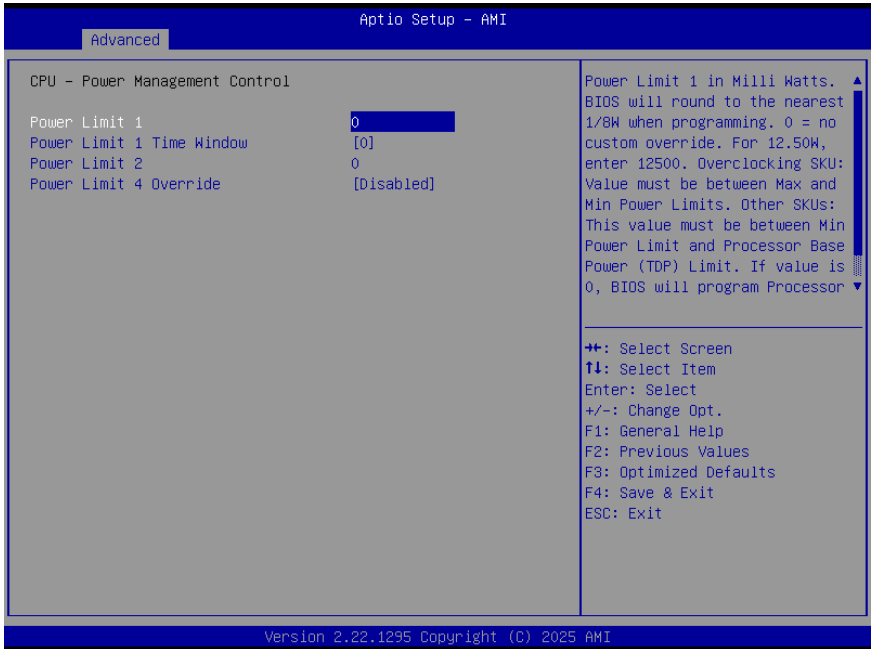 Aptio Setup – AMI
Advanced
CPU – Power Management Control
Power Limit 1 0
Power Limit 1 Time Window [0]
Power Limit 2 0
Power Limit 4 Override [Disabled]
Power Limit 1 in Milli Watts.
BIOS will round to the nearest
1/8W when programming. 0 = no
custom override. For 12.50W,
enter 12500. Overclocking SKU:
Value must be between Max and
Min Power Limits. Other SKUs:
This value must be between Min
Power Limit and Processor Base
Power (TDP) Limit. If value is
0, BIOS will program Processor
→←: Select Screen
↑↓: Select Item
Enter: Select
+/–: Change Opt.
F1: General Help
F2: Previous Values
F3: Optimized Defaults
F4: Save & Exit
ESC: Exit
Version 2.22.1295 Copyright (C) 2025 AMI